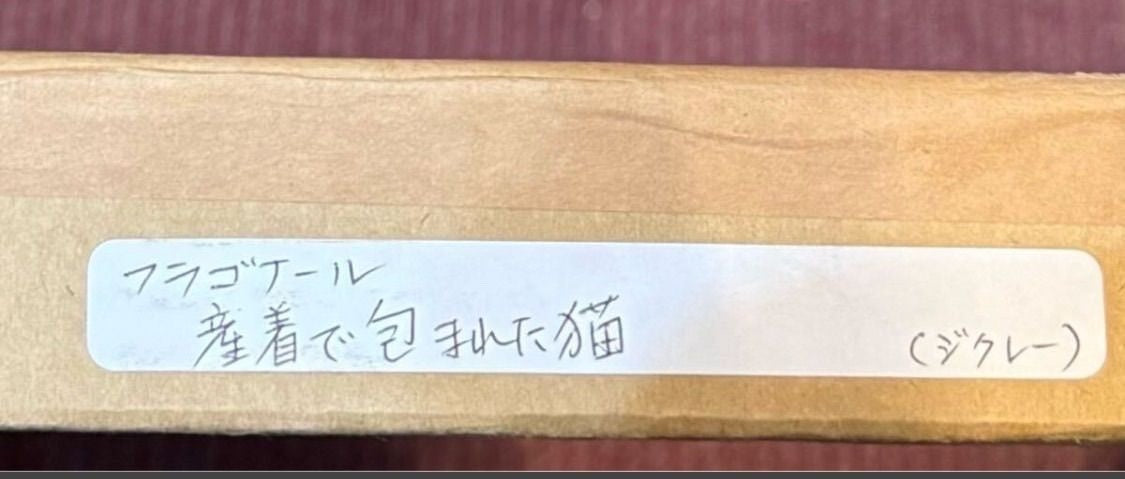 フラゴナール
産着で包まれた猫
(ジクレー)